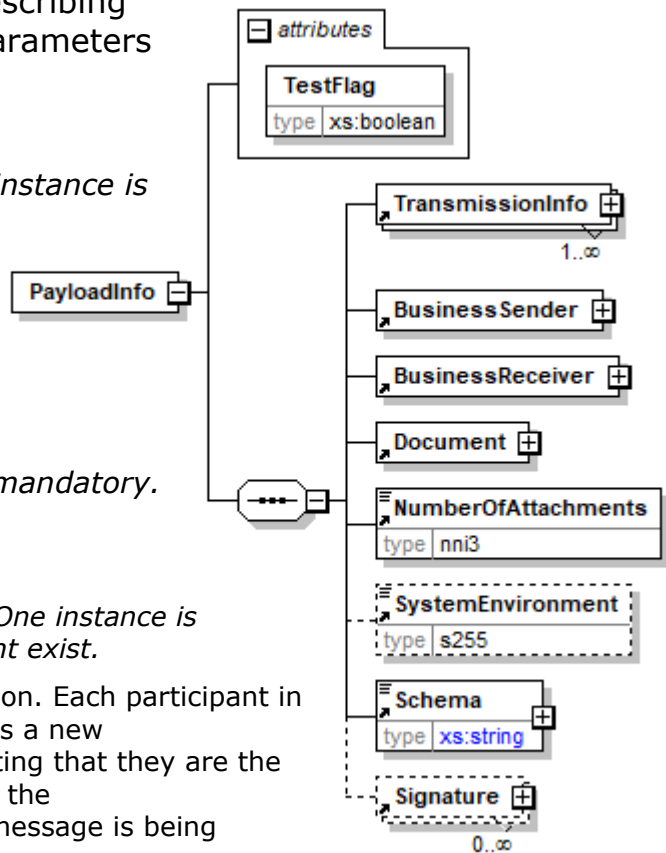 escribing
arameters
instance is
mandatory.
One instance is
nt exist.
on. Each participant in
s a new
ting that they are the
the
message is being
attributes
TestFlag
type xs:boolean
PayloadInfo
TransmissionInfo
1..∞
BusinessSender
BusinessReceiver
Document
NumberOfAttachments
type nni3
SystemEnvironment
type s255
Schema
type xs:string
Signature
0..∞